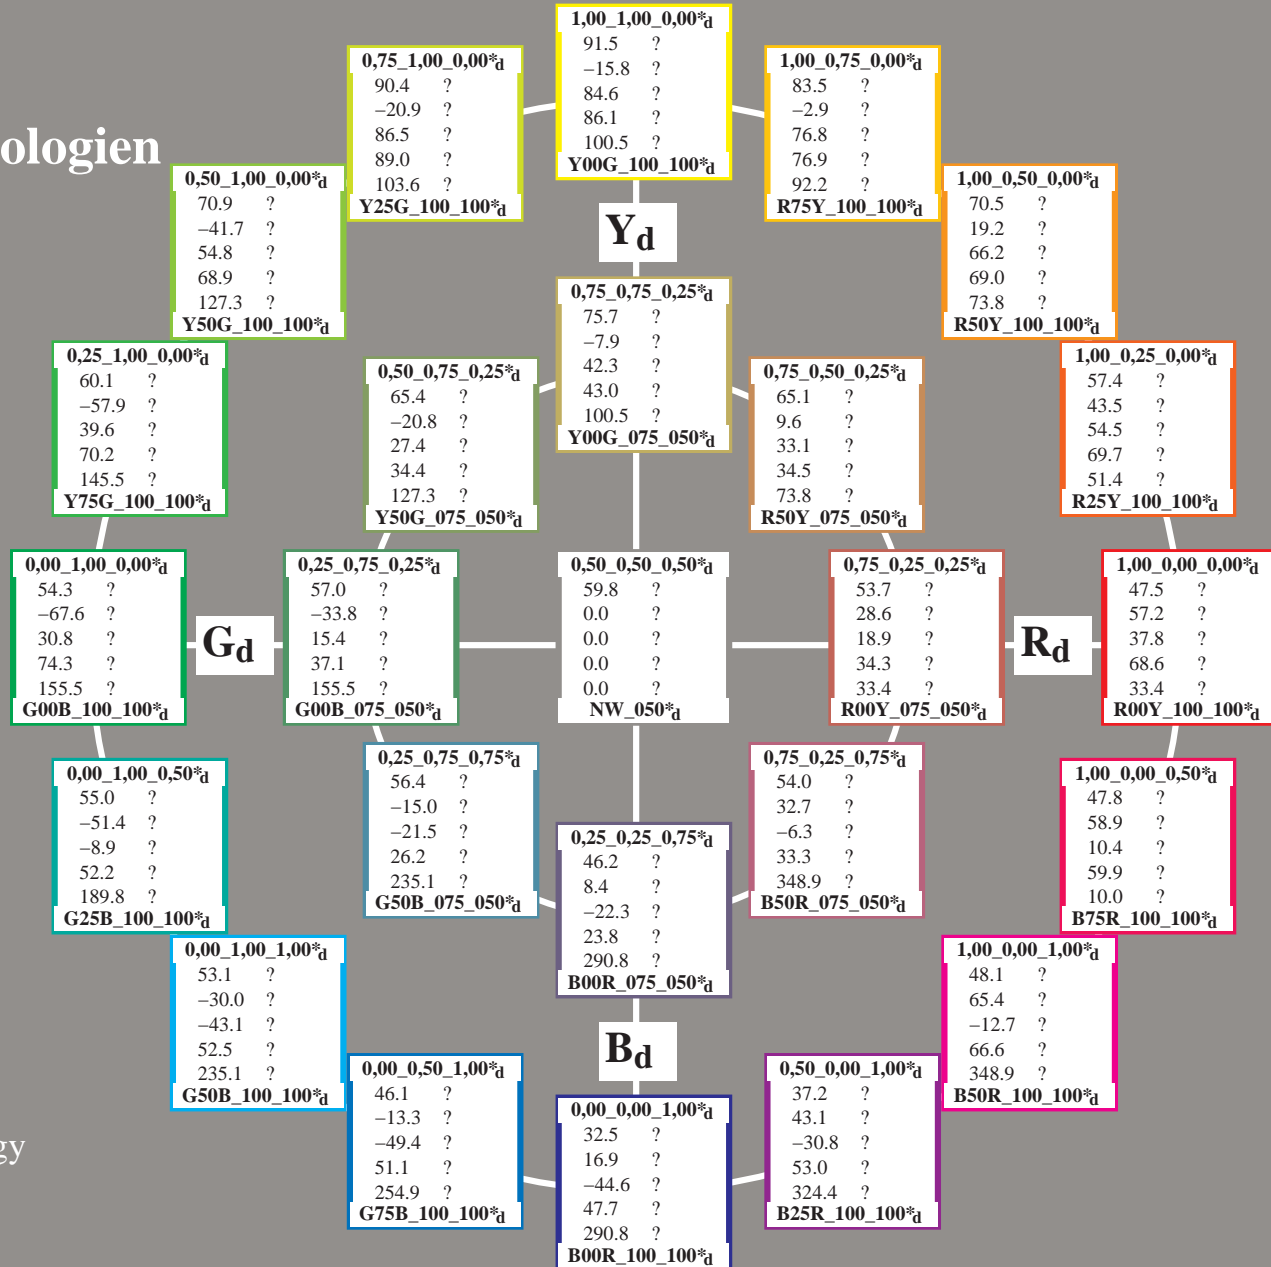 1,00_1,00_0,00*d
91.5 ?
−15.8 ?
84.6 ?
86.1 ?
100.5 ?
Y00G_100_100*d
0,75_1,00_0,00*d
90.4 ?
−20.9 ?
86.5 ?
89.0 ?
103.6 ?
Y25G_100_100*d
1,00_0,75_0,00*d
83.5 ?
−2.9 ?
76.8 ?
76.9 ?
92.2 ?
R75Y_100_100*d
ologien
0,50_1,00_0,00*d
70.9 ?
−41.7 ?
54.8 ?
68.9 ?
127.3 ?
Y50G_100_100*d
1,00_0,50_0,00*d
70.5 ?
19.2 ?
66.2 ?
69.0 ?
73.8 ?
R50Y_100_100*d
Yd
0,75_0,75_0,25*d
75.7 ?
−7.9 ?
42.3 ?
43.0 ?
100.5 ?
Y00G_075_050*d
0,25_1,00_0,00*d
60.1 ?
−57.9 ?
39.6 ?
70.2 ?
145.5 ?
Y75G_100_100*d
0,50_0,75_0,25*d
65.4 ?
−20.8 ?
27.4 ?
34.4 ?
127.3 ?
Y50G_075_050*d
0,75_0,50_0,25*d
65.1 ?
9.6 ?
33.1 ?
34.5 ?
73.8 ?
R50Y_075_050*d
1,00_0,25_0,00*d
57.4 ?
43.5 ?
54.5 ?
69.7 ?
51.4 ?
R25Y_100_100*d
0,00_1,00_0,00*d
54.3 ?
−67.6 ?
30.8 ?
74.3 ?
155.5 ?
G00B_100_100*d
Gd
0,25_0,75_0,25*d
57.0 ?
−33.8 ?
15.4 ?
37.1 ?
155.5 ?
G00B_075_050*d
0,50_0,50_0,50*d
59.8 ?
0.0 ?
0.0 ?
0.0 ?
0.0 ?
NW_050*d
0,75_0,25_0,25*d
53.7 ?
28.6 ?
18.9 ?
34.3 ?
33.4 ?
R00Y_075_050*d
Rd
1,00_0,00_0,00*d
47.5 ?
57.2 ?
37.8 ?
68.6 ?
33.4 ?
R00Y_100_100*d
0,00_1,00_0,50*d
55.0 ?
−51.4 ?
−8.9 ?
52.2 ?
189.8 ?
G25B_100_100*d
0,25_0,75_0,75*d
56.4 ?
−15.0 ?
−21.5 ?
26.2 ?
235.1 ?
G50B_075_050*d
0,75_0,25_0,75*d
54.0 ?
32.7 ?
−6.3 ?
33.3 ?
348.9 ?
B50R_075_050*d
1,00_0,00_0,50*d
47.8 ?
58.9 ?
10.4 ?
59.9 ?
10.0 ?
B75R_100_100*d
0,25_0,25_0,75*d
46.2 ?
8.4 ?
−22.3 ?
23.8 ?
290.8 ?
B00R_075_050*d
0,00_1,00_1,00*d
53.1 ?
−30.0 ?
−43.1 ?
52.5 ?
235.1 ?
G50B_100_100*d
1,00_0,00_1,00*d
48.1 ?
65.4 ?
−12.7 ?
66.6 ?
348.9 ?
B50R_100_100*d
Bd
0,00_0,50_1,00*d
46.1 ?
−13.3 ?
−49.4 ?
51.1 ?
254.9 ?
G75B_100_100*d
0,50_0,00_1,00*d
37.2 ?
43.1 ?
−30.8 ?
53.0 ?
324.4 ?
B25R_100_100*d
0,00_0,00_1,00*d
32.5 ?
16.9 ?
−44.6 ?
47.7 ?
290.8 ?
B00R_100_100*d
gy